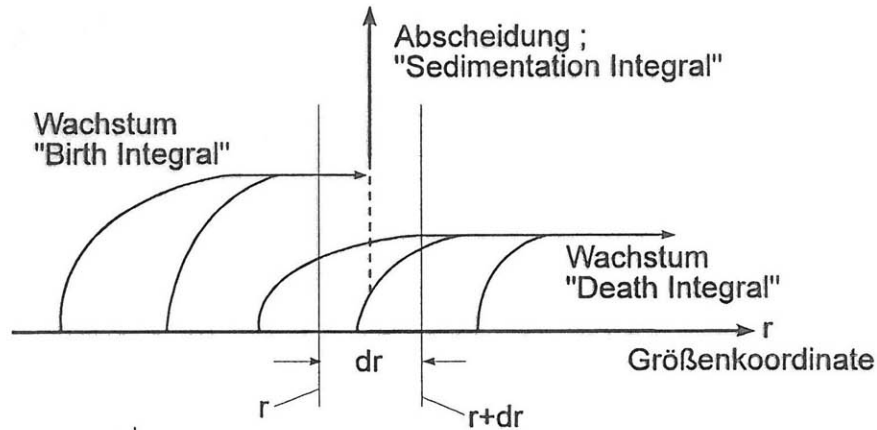 Abscheidung ;
"Sedimentation Integral"
Wachstum
"Birth Integral"
Wachstum
"Death Integral"
r
Größenkoordinate
dr
r
r+dr